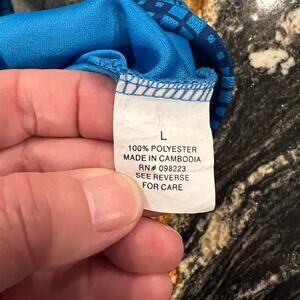 L
100% POLYESTER
MADE IN CAMBODIA
RN# 098223
SEE REVERSE
FOR CARE